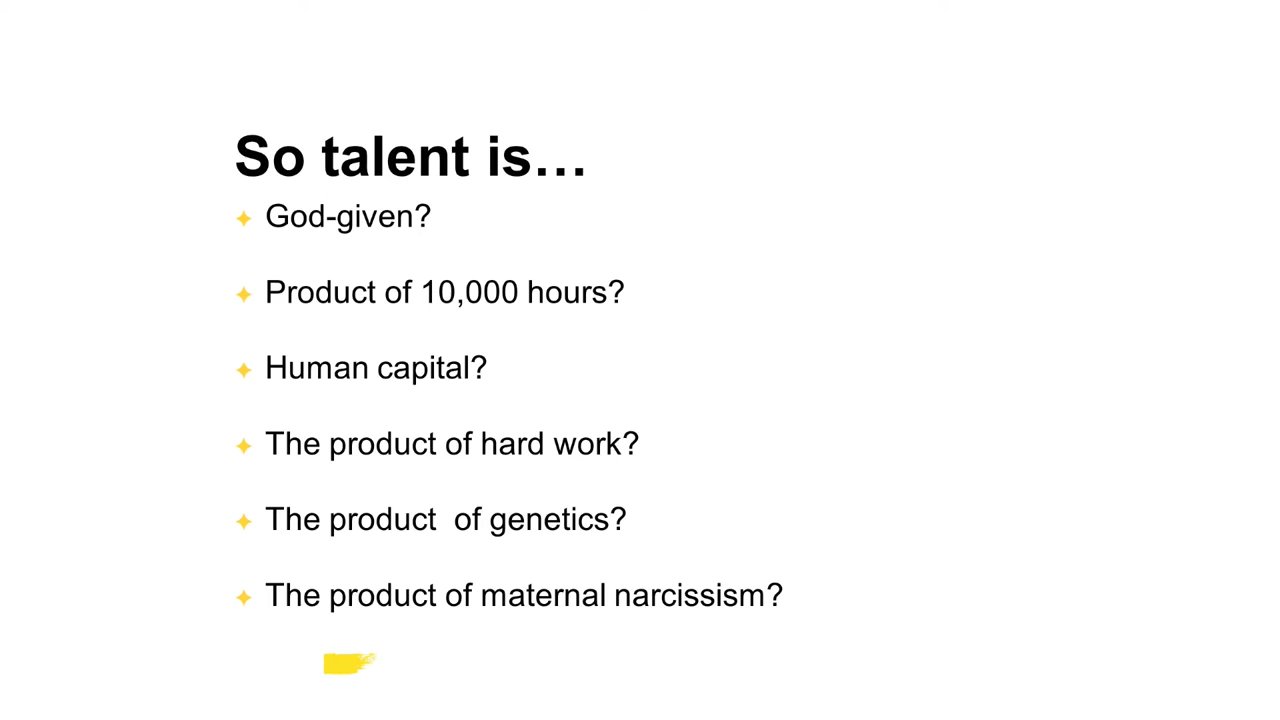 So talent is…
God-given?
Product of 10,000 hours?
Human capital?
The product of hard work?
The product  of genetics?
The product of maternal narcissism?